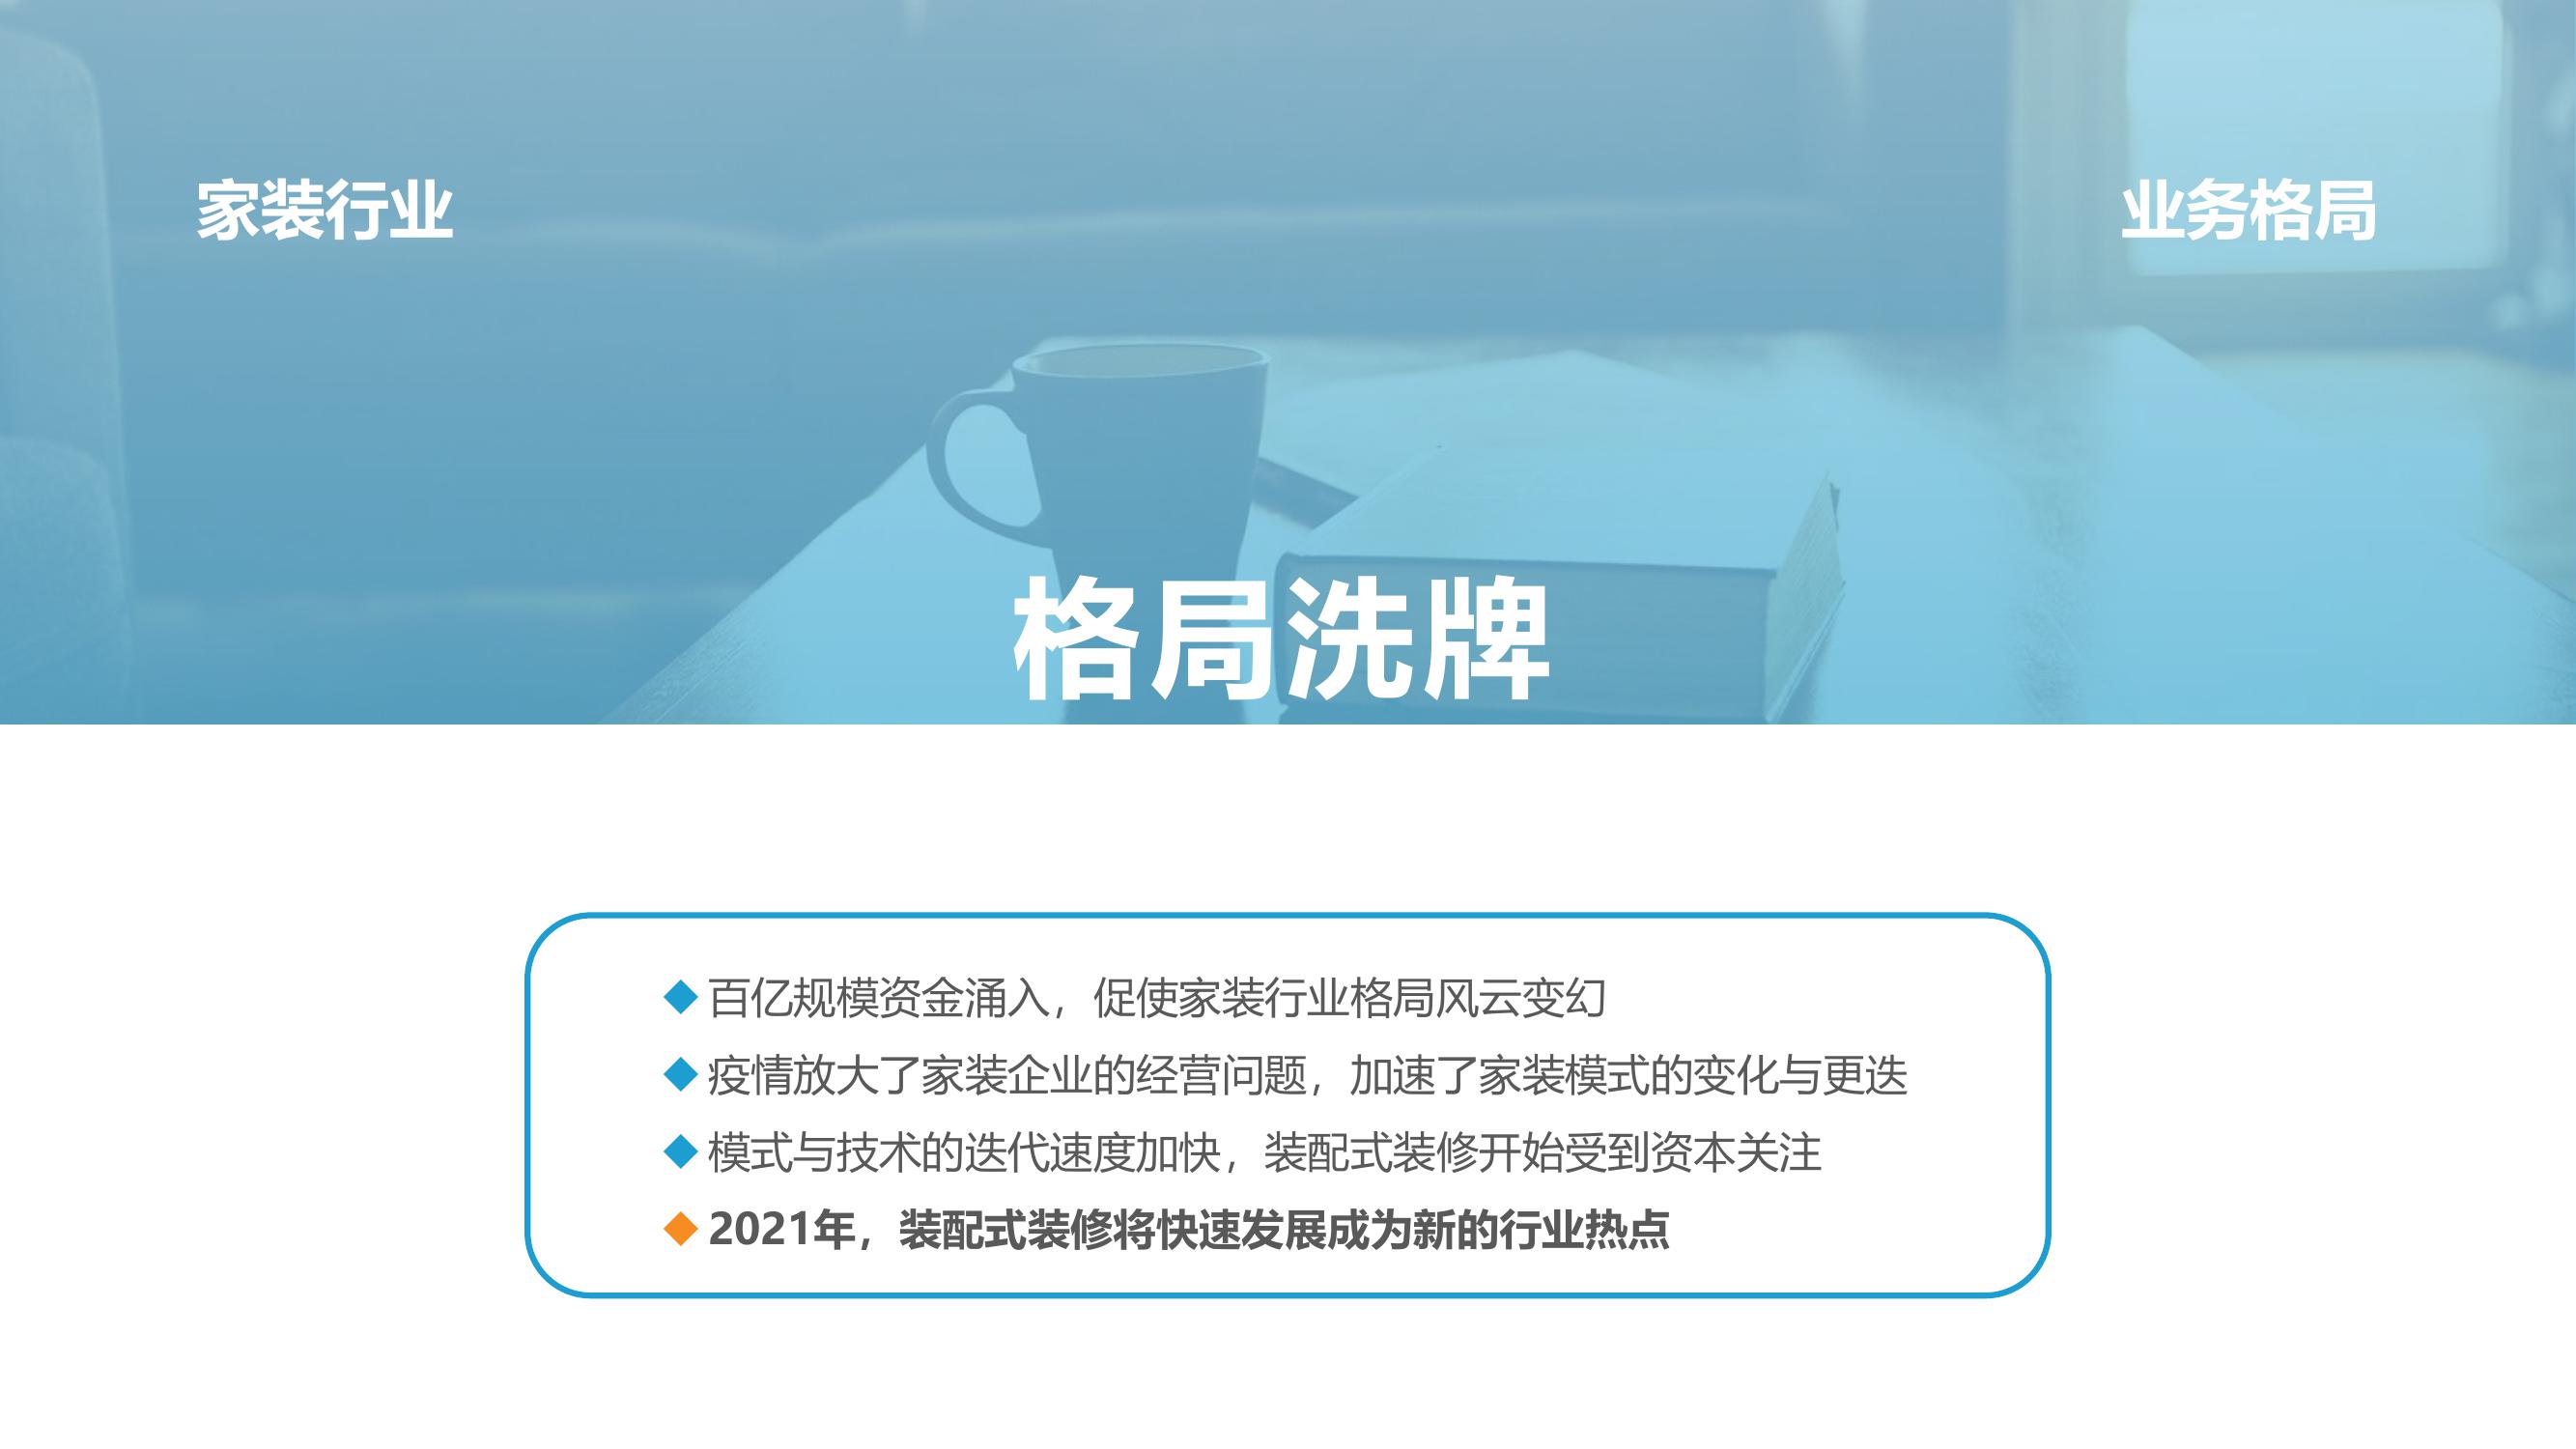 家装行业
业务格局
格局洗牌
百亿规模资金涌入，促使家装行业格局风云变幻
疫情放大了家装企业的经营问题，加速了家装模式的变化与更迭
模式与技术的迭代速度加快，装配式装修开始受到资本关注
2021年，装配式装修将快速发展成为新的行业热点